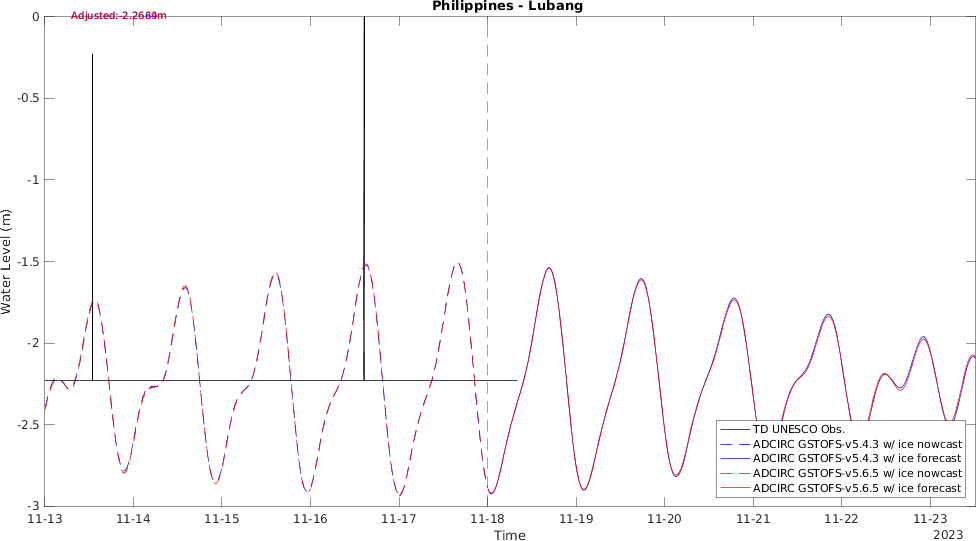 Philippines - Lubang
Adjusted:-2.2
0
-0.5
-1
-1.5
-2
-2.5
-3
Water Level (m)
11-13 11-14 11-15 11-16 11-17 11-18 11-19 11-20 11-21 11-22 11-23
Time
2023
TD UNESCO Obs.
ADCIRC GSTOFS-v5.4.3 w/ ice nowcast
ADCIRC GSTOFS-v5.4.3 w/ ice forecast
ADCIRC GSTOFS-v5.6.5 w/ ice nowcast
ADCIRC GSTOFS-v5.6.5 w/ ice forecast